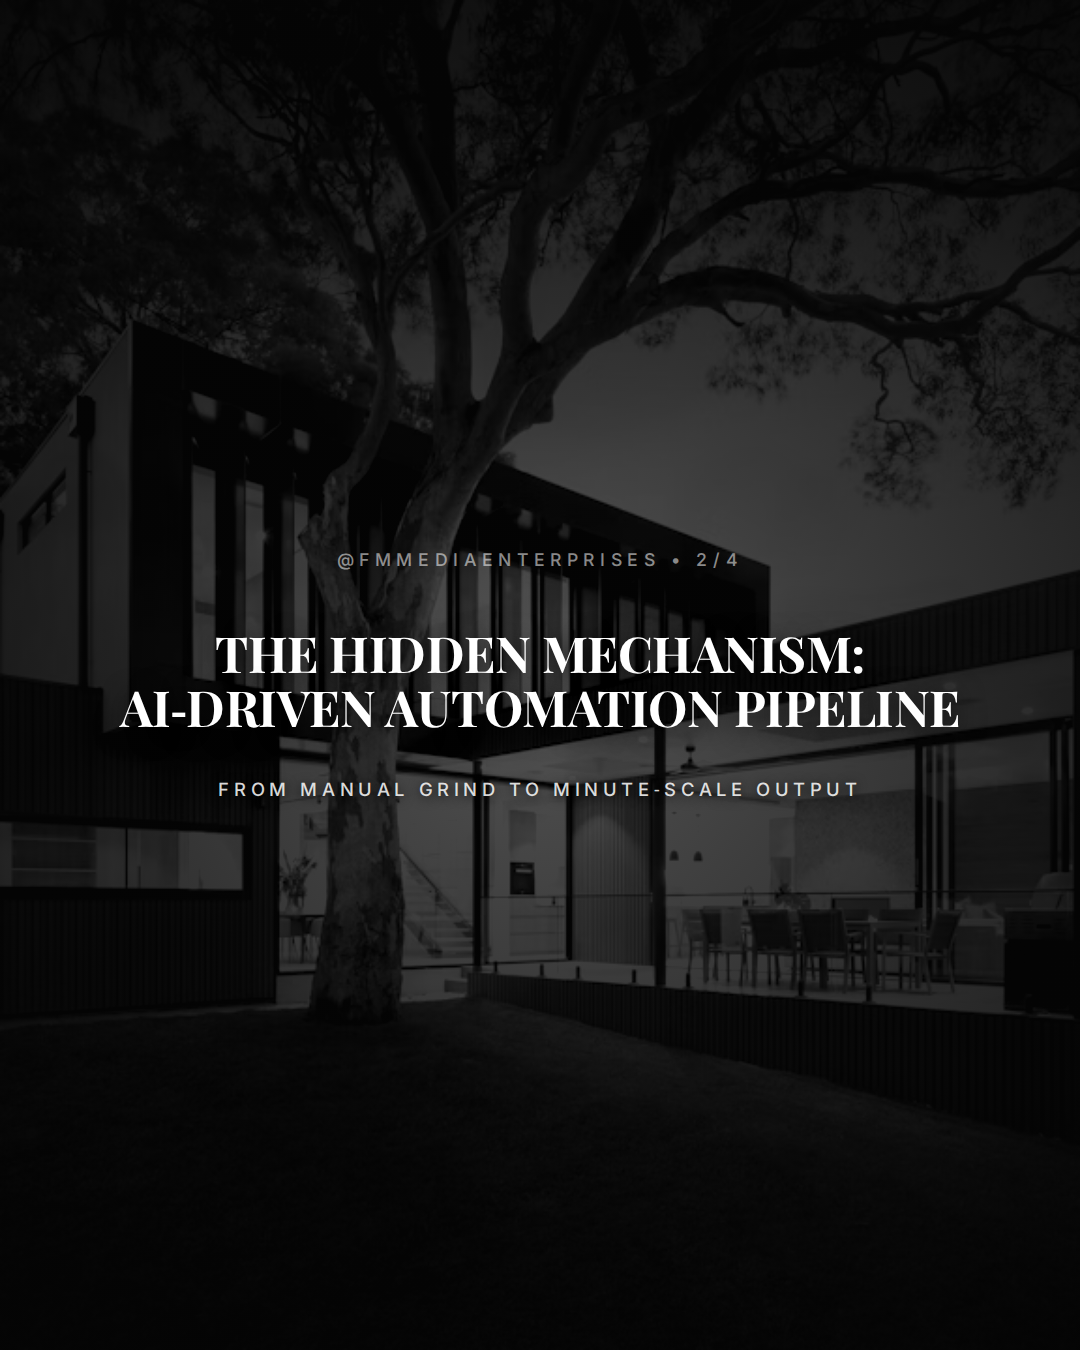 @FMMEDIAENTERPRISES • 2/4
THE HIDDEN MECHANISM:
AI-DRIVEN AUTOMATION PIPELINE
FROM MANUAL GRIND TO MINUTE-SCALE OUTPUT